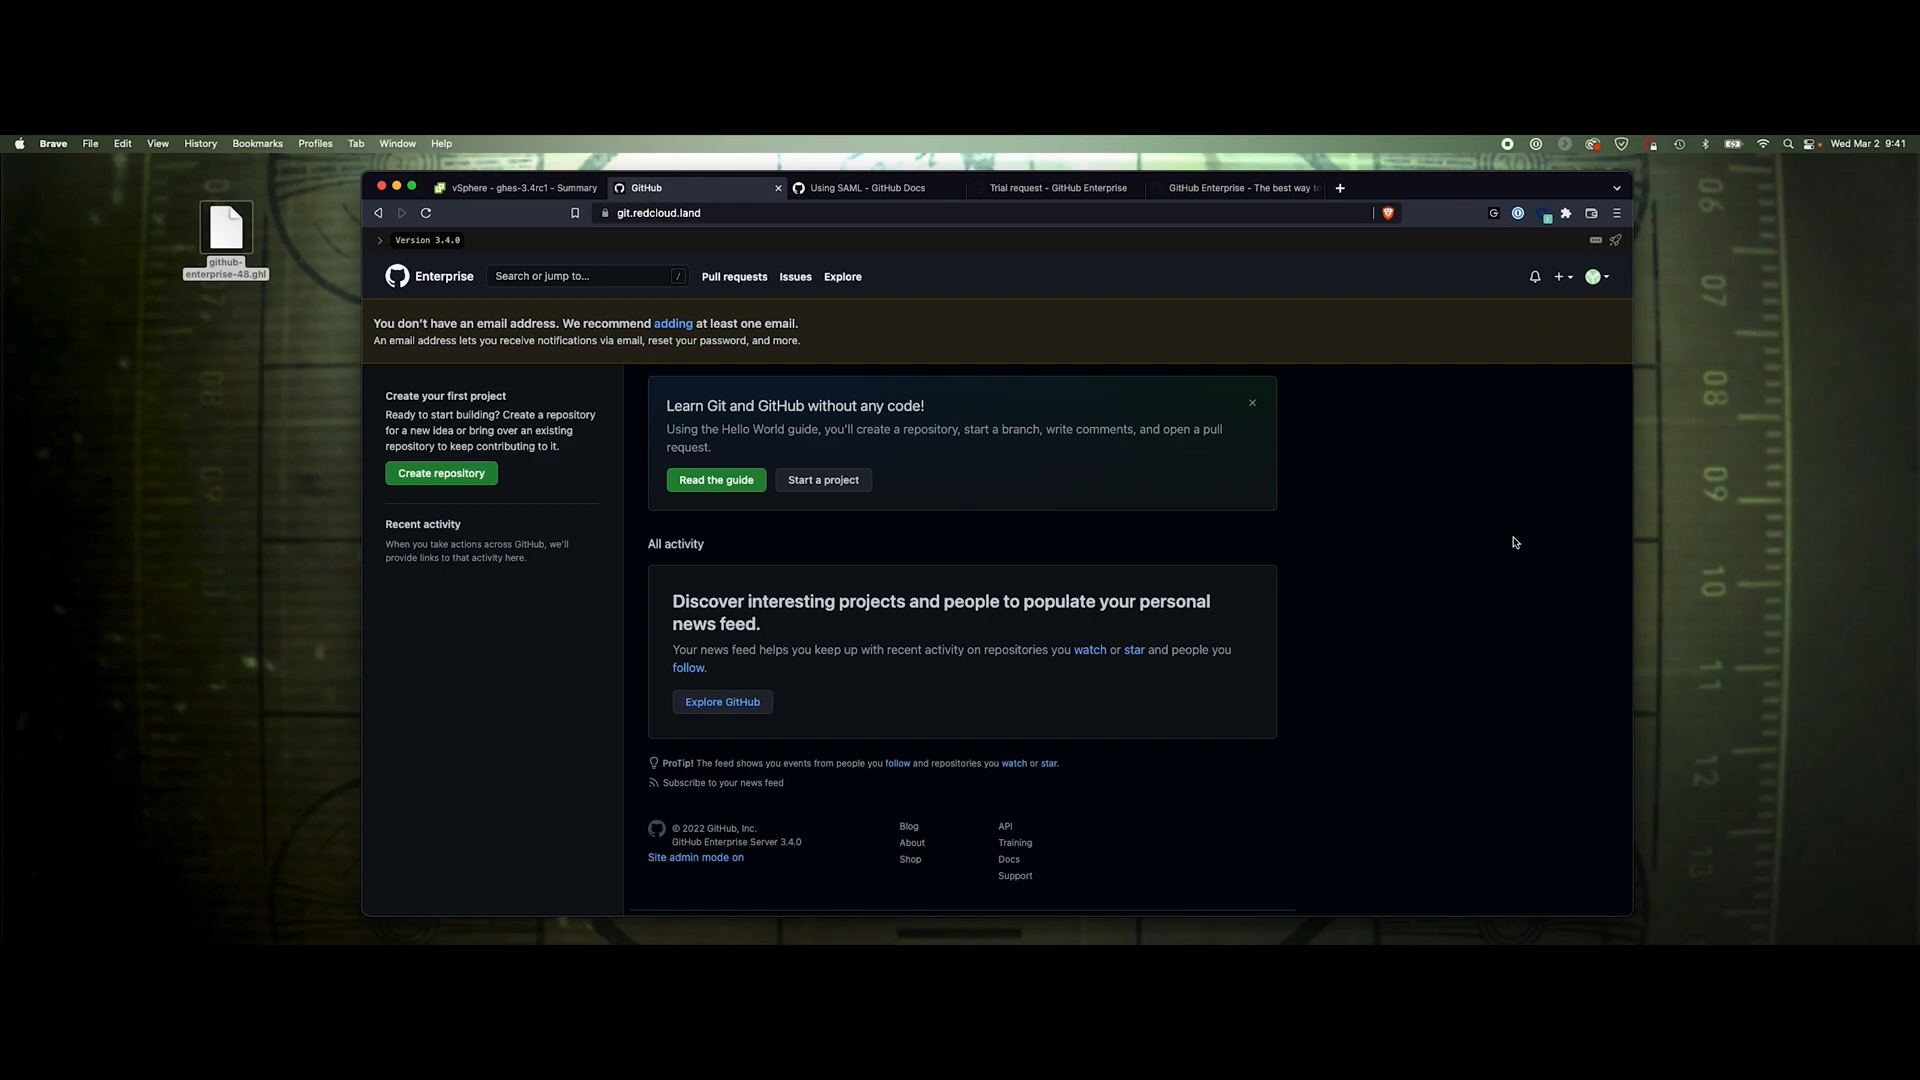 Brave File Edit View History Bookmarks Profiles Tab Window Help
Wed Mar 2 9:41
github-
enterprise-48.ghl
vSphere - ghes-3.4rc1 - Summary
GitHub
Using SAML - GitHub Docs
Trial request - GitHub Enterprise
GitHub Enterprise - The best way to
git.redcloud.land
Version 3.4.0
Enterprise
Search or jump to...
/
Pull requests
Issues
Explore
You don't have an email address. We recommend adding at least one email.
An email address lets you receive notifications via email, reset your password, and more.
Create your first project
Ready to start building? Create a repository
for a new idea or bring over an existing
repository to keep contributing to it.
Create repository
Recent activity
When you take actions across GitHub, we'll
provide links to that activity here.
Learn Git and GitHub without any code!
Using the Hello World guide, you'll create a repository, start a branch, write comments, and open a pull
request.
Read the guide
Start a project
All activity
Discover interesting projects and people to populate your personal
news feed.
Your news feed helps you keep up with recent activity on repositories you watch or star and people you
follow.
Explore GitHub
ProTip! The feed shows you events from people you follow and repositories you watch or star.
Subscribe to your news feed
© 2022 GitHub, Inc.
GitHub Enterprise Server 3.4.0
Site admin mode on
Blog
About
Shop
API
Training
Docs
Support
06
07
08
09
10
11
12
13